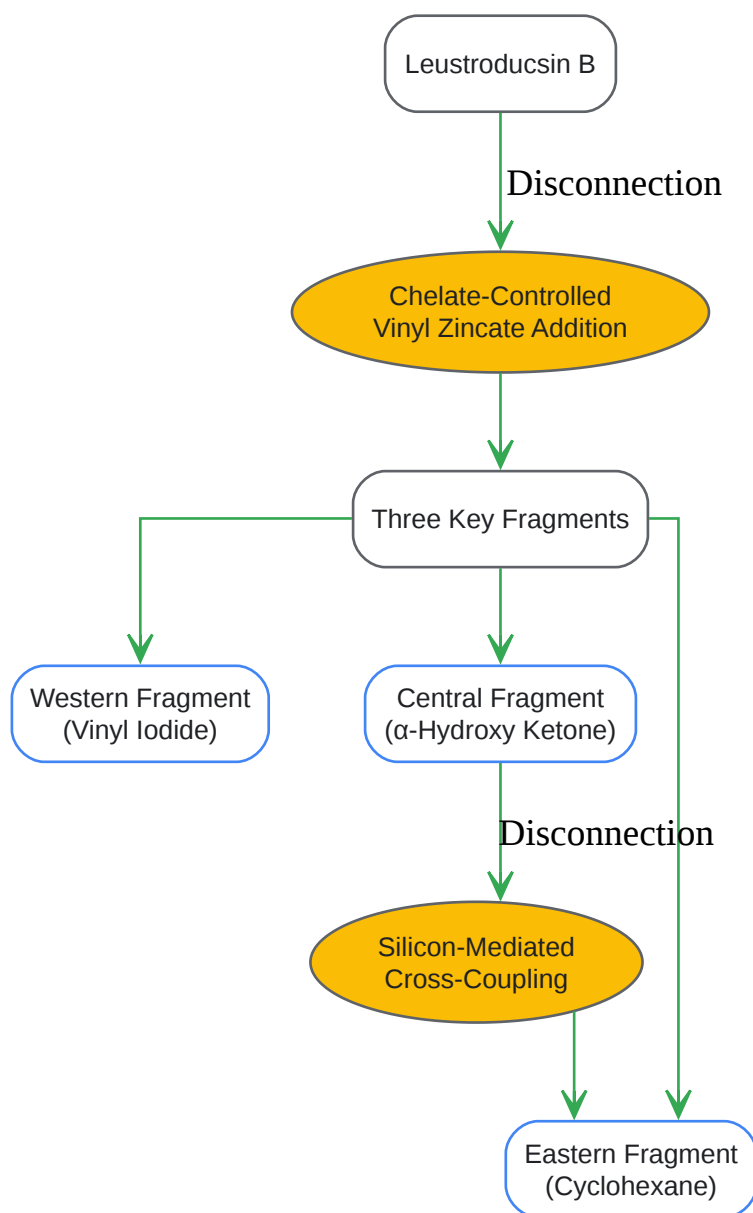 Leustroducsin B
Disconnection
Chelate-Controlled
Vinyl Zincate Addition
Three Key Fragments
Western Fragment
(Vinyl Iodide)
Central Fragment
(α-Hydroxy Ketone)
Disconnection
Silicon-Mediated
Cross-Coupling
Eastern Fragment
(Cyclohexane)